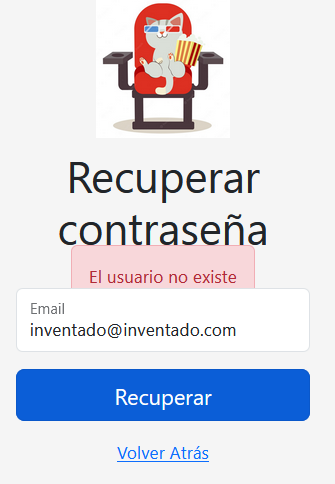 Recuperar
contraseña
El usuario no existe
Email
inventado@inventado.com
Recuperar
Volver Atrás